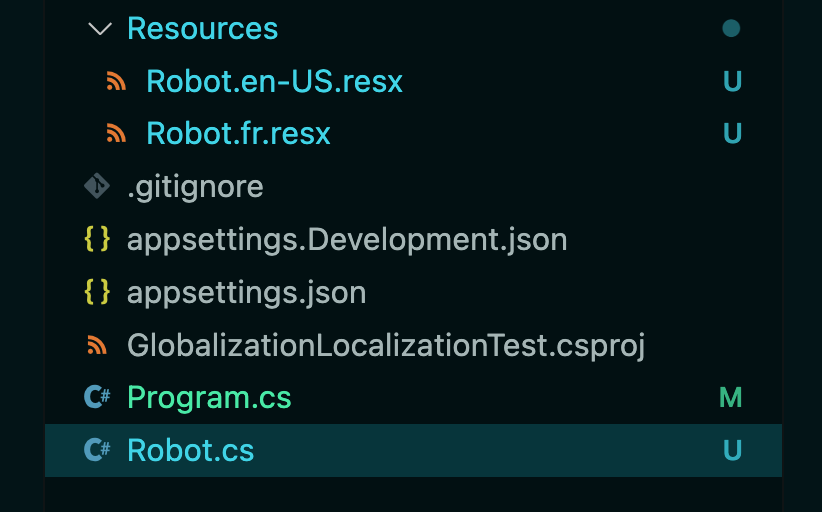 Resources
Robot.en-US.resx U
Robot.fr.resx U
.gitignore
{} appsettings.Development.json
{} appsettings.json
GlobalizationLocalizationTest.csproj
C# Program.cs M
C# Robot.cs U